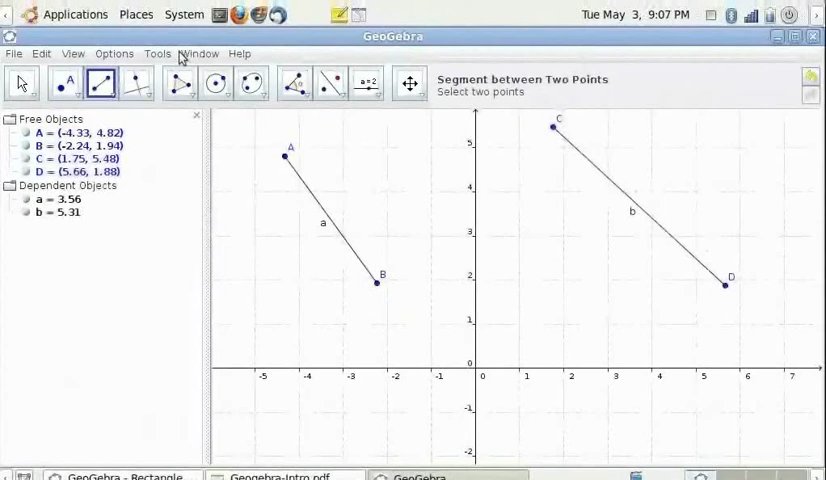 Applications Places System
Tue May 3, 9:07 PM
GeoGebra
File Edit View Options Tools Window Help
A
a=2
Segment between Two Points
Select two points
Free Objects
A = (-4.33, 4.82)
B = (-2.24, 1.94)
C = (1.75, 5.48)
D = (5.66, 1.88)
Dependent Objects
a = 3.56
b = 5.31
C
5
A
4
b
a
3
B
D
2
1
0
-5 -4 -3 -2 -1 0 1 2 3 4 5 6 7
-1
-2
GeoGebra - Rectangle...
Geogebra-Intro.pdf
GeoGebra